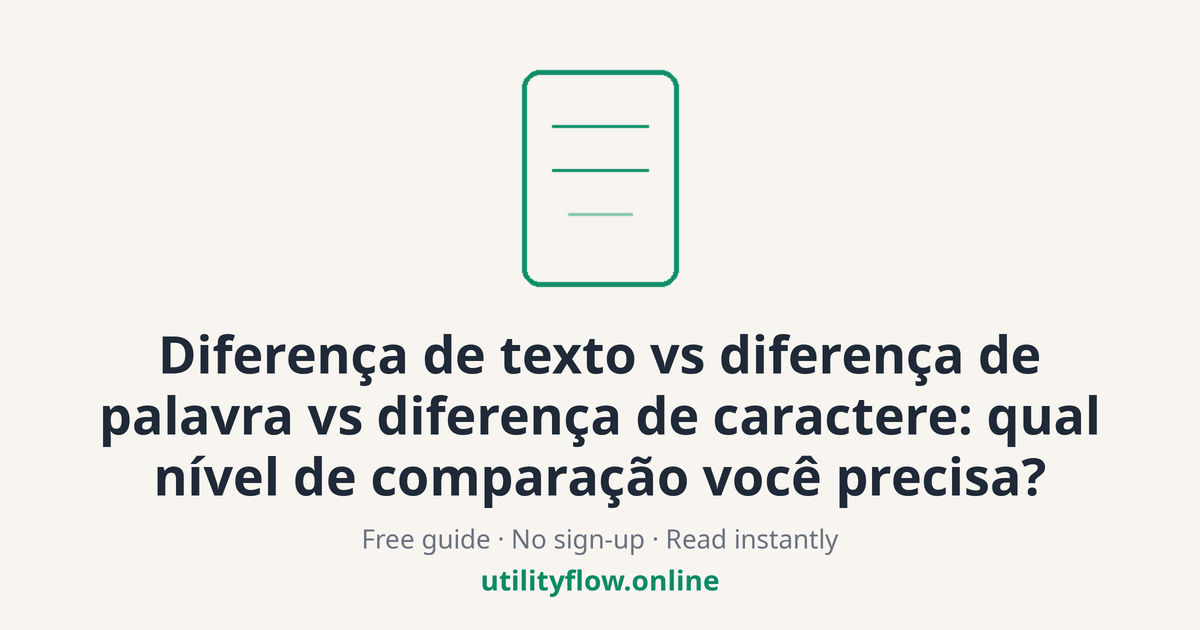 Diferença de texto vs diferença de
palavra vs diferença de caractere: qual
nível de comparação você precisa?
Free guide · No sign-up · Read instantly
utilityflow.online